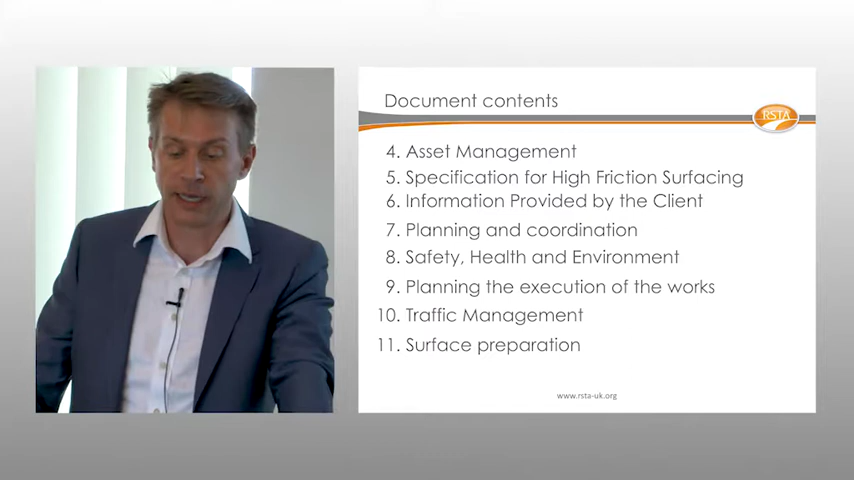 Document contents
RSTA
4. Asset Management
5. Specification for High Friction Surfacing
6. Information Provided by the Client
7. Planning and coordination
8. Safety, Health and Environment
9. Planning the execution of the works
10. Traffic Management
11. Surface preparation
www.rsta-uk.org